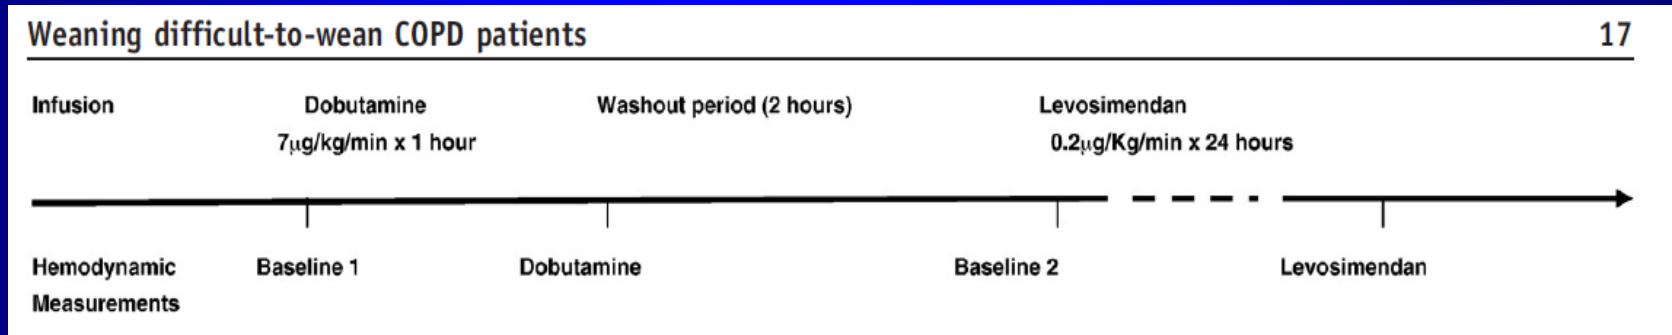 Weaning difficult-to-wean COPD patients 17
Infusion Dobutamine Washout period (2 hours) Levosimendan
7μg/kg/min x 1 hour 0.2μg/Kg/min x 24 hours
Hemodynamic Baseline 1 Dobutamine Baseline 2 Levosimendan
Measurements